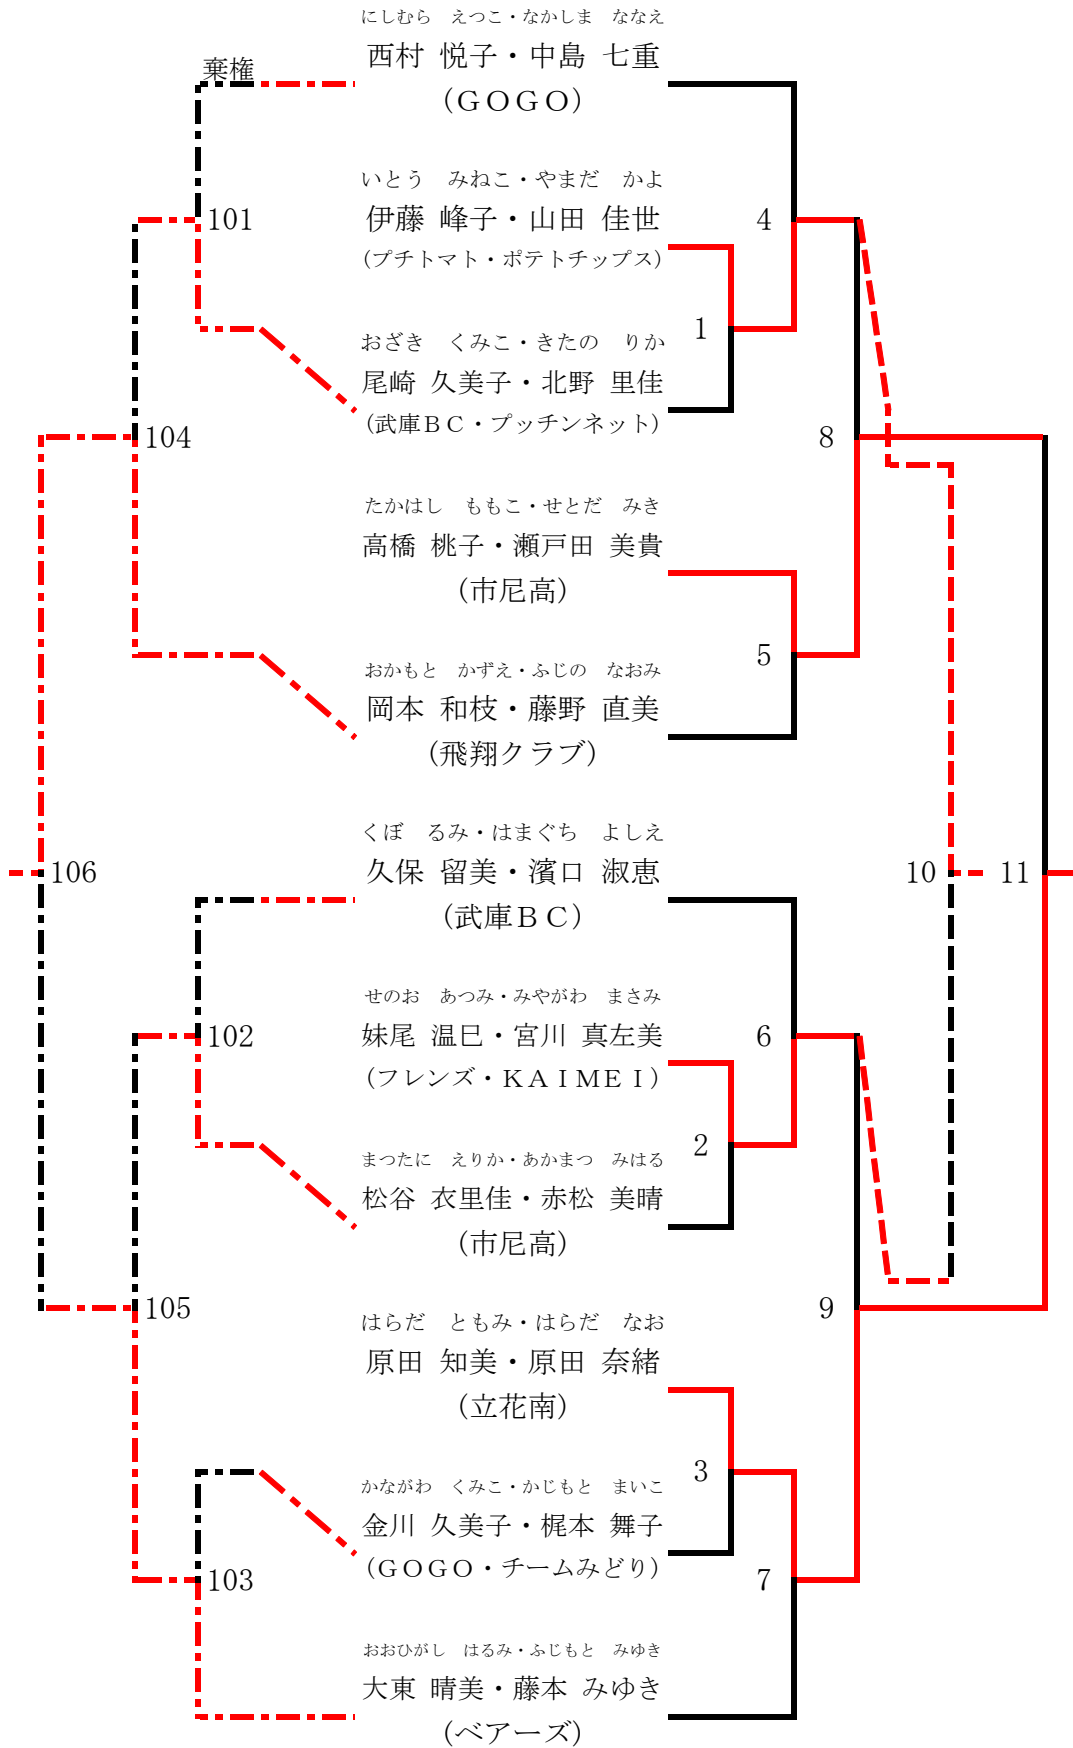 にしむら　えつこ・なかしま　ななえ
西村 悦子・中島 七重
（ＧＯＧＯ）
棄権
いとう　みねこ・やまだ　かよ
伊藤 峰子・山田 佳世
（プチトマト・ポテトチップス）
101
4
1
おざき　くみこ・きたの　りか
尾崎 久美子・北野 里佳
（武庫ＢＣ・プッチンネット）
104
8
たかはし　ももこ・せとだ　みき
高橋 桃子・瀬戸田 美貴
（市尼高）
5
おかもと　かずえ・ふじの　なおみ
岡本 和枝・藤野 直美
（飛翔クラブ）
くぼ　るみ・はまぐち　よしえ
久保 留美・濱口 淑恵
（武庫ＢＣ）
106
10
11
せのお　あつみ・みやがわ　まさみ
妹尾 温巳・宮川 真左美
（フレンズ・ＫＡＩＭＥＩ）
102
6
2
まつたに　えりか・あかまつ　みはる
松谷 衣里佳・赤松 美晴
（市尼高）
105
9
はらだ　ともみ・はらだ　なお
原田 知美・原田 奈緒
（立花南）
3
かながわ　くみこ・かじもと　まいこ
金川 久美子・梶本 舞子
（ＧＯＧＯ・チームみどり）
103
7
おおひがし　はるみ・ふじもと　みゆき
大東 晴美・藤本 みゆき
（ベアーズ）